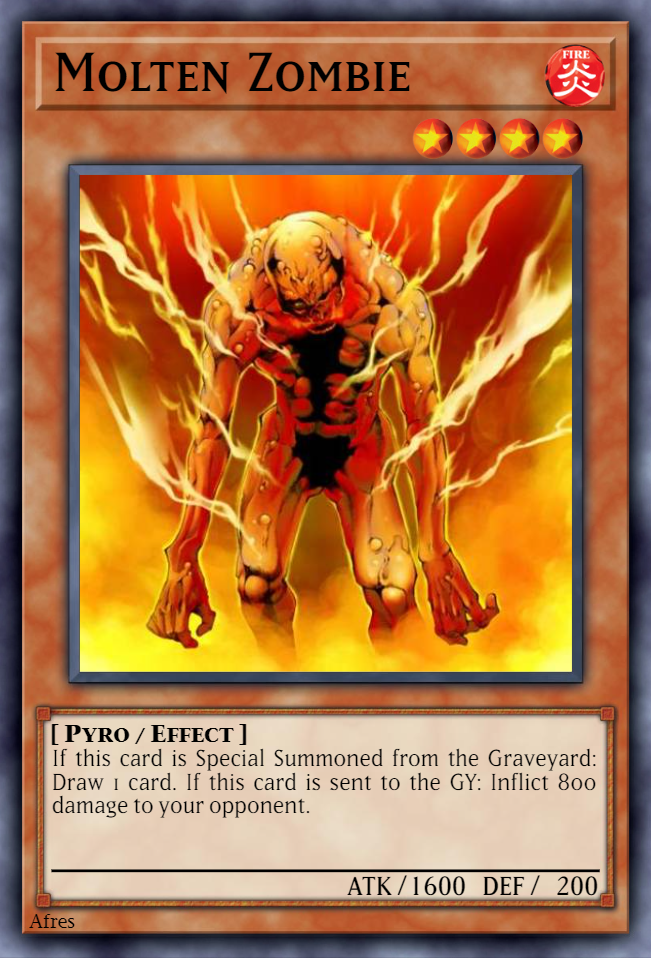 Molten Zombie
FIRE
炎
[ Pyro / Effect ]
If this card is Special Summoned from the Graveyard:
Draw 1 card. If this card is sent to the GY: Inflict 800
damage to your opponent.
ATK / 1600 DEF / 200
Afres